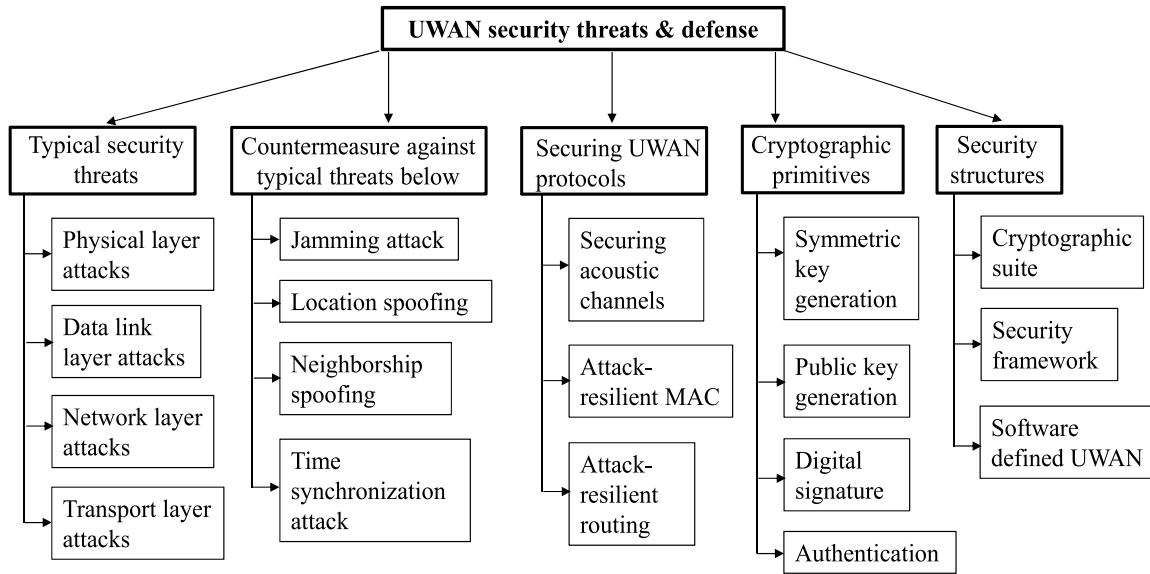 UWAN security threats & defense
Typical security
threats
Physical layer
attacks
Data link
layer attacks
Network layer
attacks
Transport layer
attacks
Countermeasure against
typical threats below
Jamming attack
Location spoofing
Neighborship
spoofing
Time
synchronization
attack
Securing UWAN
protocols
Securing
acoustic
channels
Attack-
resilient MAC
Attack-
resilient
routing
Cryptographic
primitives
Symmetric
key
generation
Public key
generation
Digital
signature
Authentication
Security
structures
Cryptographic
suite
Security
framework
Software
defined UWAN